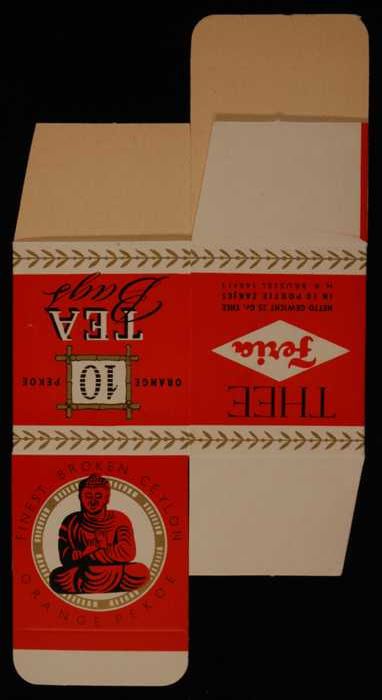 FINEST BROKEN CEYLON
ORANGE PEKOE
ORANGE 10 PEKOE
TEA
Bags
THEE
Feria
NETTO GEWICHT 25 Gr. THEE
IN 10 PORTIE ZAKJES